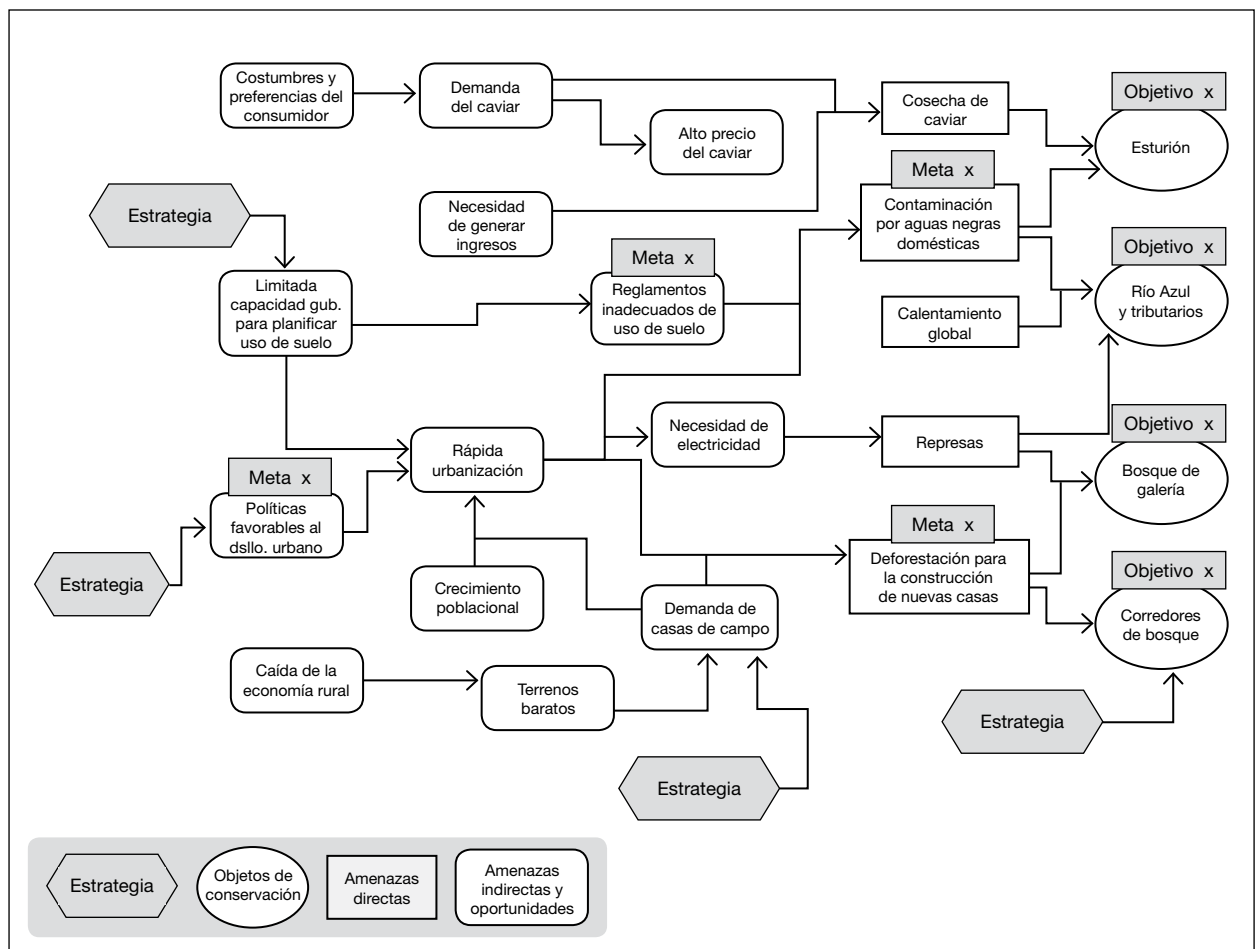 Costumbres y
preferencias del
consumidor
Demanda
del caviar
Alto precio
del caviar
Cosecha de
caviar
Objetivo x
Esturión
Estrategia
Necesidad
de generar
ingresos
Meta x
Contaminación
por aguas negras
domésticas
Limitada
capacidad gub.
para planificar
uso de suelo
Meta x
Reglamentos
inadecuados de
uso de suelo
Calentamiento
global
Objetivo x
Río Azul
y tributarios
Rápida
urbanización
Necesidad de
electricidad
Represas
Objetivo x
Bosque de
galería
Meta x
Políticas
favorables al
dsllo. urbano
Estrategia
Crecimiento
poblacional
Demanda de
casas de campo
Meta x
Deforestación para
la construcción
de nuevas casas
Objetivo x
Corredores
de bosque
Caída de la
economía rural
Terrenos
baratos
Estrategia
Estrategia
Estrategia
Objetos de
conservación
Amenazas
directas
Amenazas
indirectas y
oportunidades